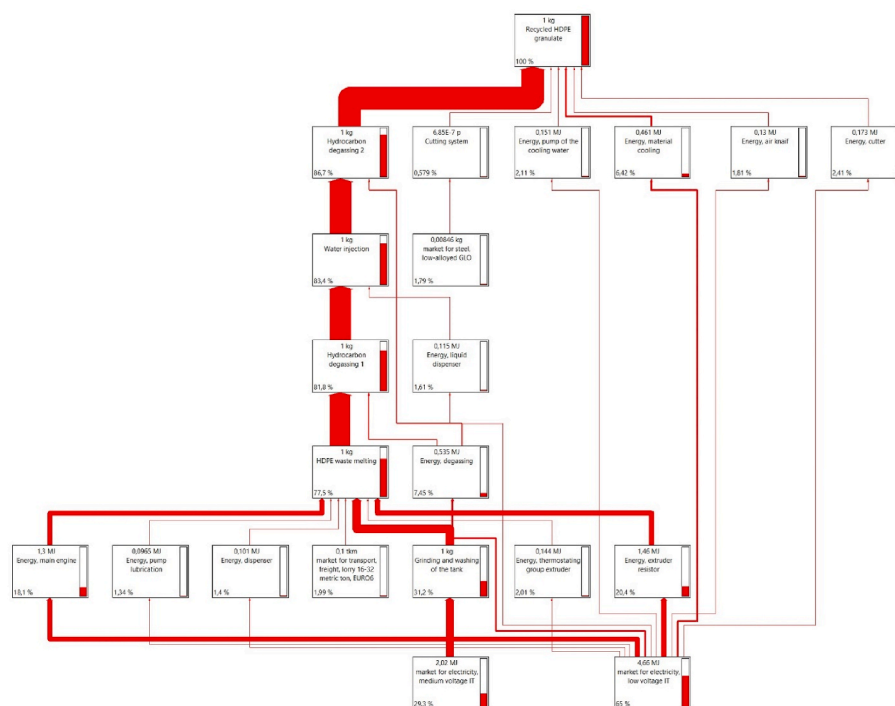 1 kg
Recycled HDPE
granulate
100 %
1 kg
Hydrocarbon
degassing 2
86,7 %
6,85E-7 p
Cutting system
0,579 %
0,151 MJ
Energy, pump of the
cooling water
2,11 %
0,461 MJ
Energy, material
cooling
6,42 %
0,13 MJ
Energy, air knaif
1,81 %
0,173 MJ
Energy, cutter
2,41 %
1 kg
Water injection
83,4 %
0,00846 kg
market for steel,
low-alloyed GLO
1,79 %
1 kg
Hydrocarbon
degassing 1
81,8 %
0,115 MJ
Energy, liquid
dispenser
1,61 %
1 kg
HDPE waste melting
77,5 %
0,535 MJ
Energy, degassing
7,45 %
1,3 MJ
Energy, main engine
18,1 %
0,0965 MJ
Energy, pump
lubrication
1,34 %
0,101 MJ
Energy, dispenser
1,4 %
0,1 tkm
market for transport,
freight, lorry 16-32
metric ton, EURO6
1,99 %
1 kg
Grinding and washing
of the tank
31,2 %
0,144 MJ
Energy, thermostating
group extruder
2,01 %
1,46 MJ
Energy, extruder
resistor
20,4 %
2,02 MJ
market for electricity,
medium voltage IT
29,3 %
4,66 MJ
market for electricity,
low voltage IT
65 %